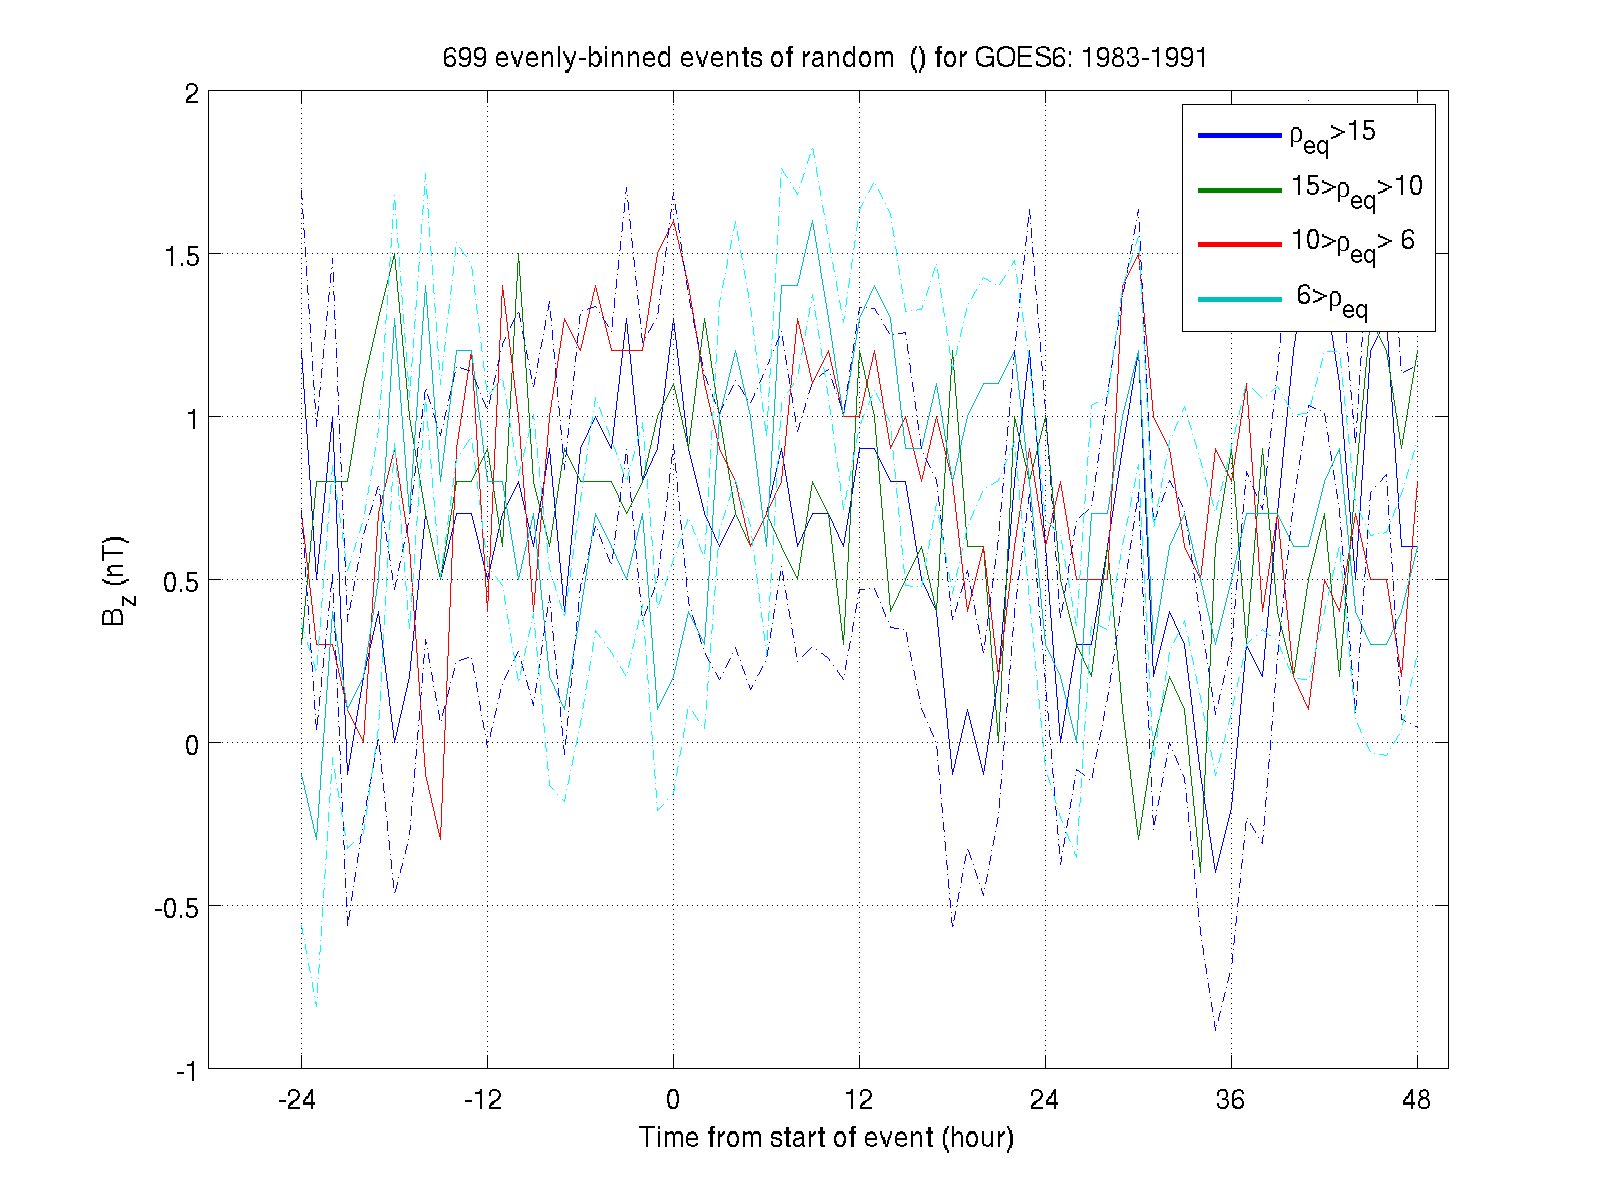 699 evenly-binned events of random  () for GOES6: 1983-1991
ρeq>15
15>ρeq>10
10>ρeq> 6
6>ρeq
Bz (nT)
2
1.5
1
0.5
0
-0.5
-1
-24 -12 0 12 24 36 48
Time from start of event (hour)